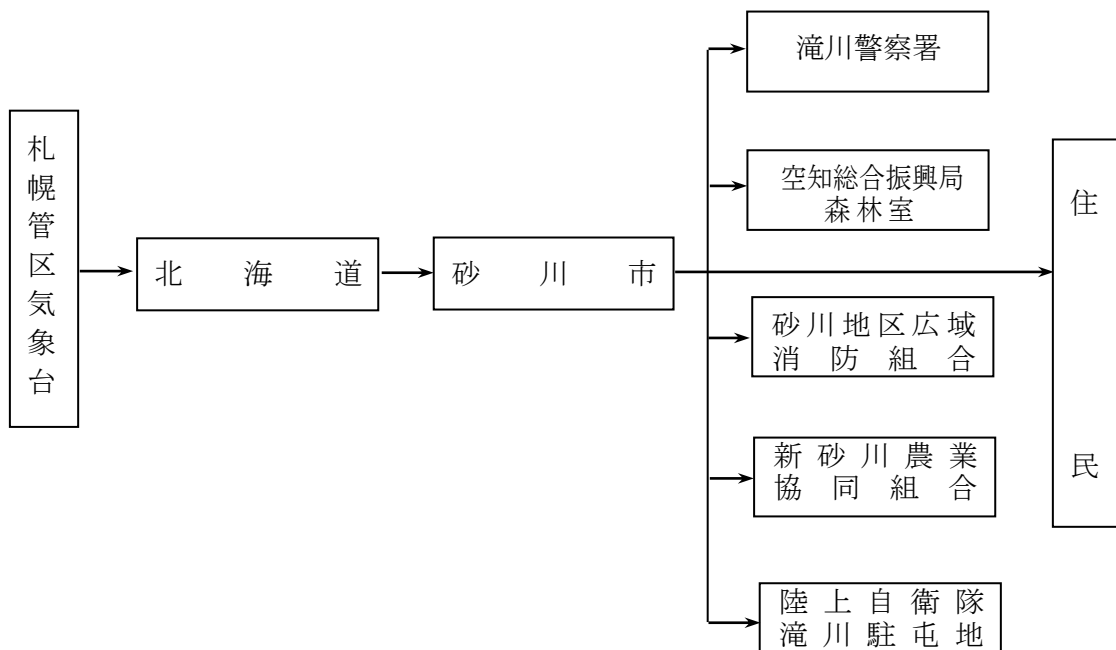 札幌管区気象台
北海道
砂川市
滝川警察署
空知総合振興局
森林室
砂川地区広域
消防組合
新砂川農業
協同組合
陸上自衛隊
滝川駐屯地
住民